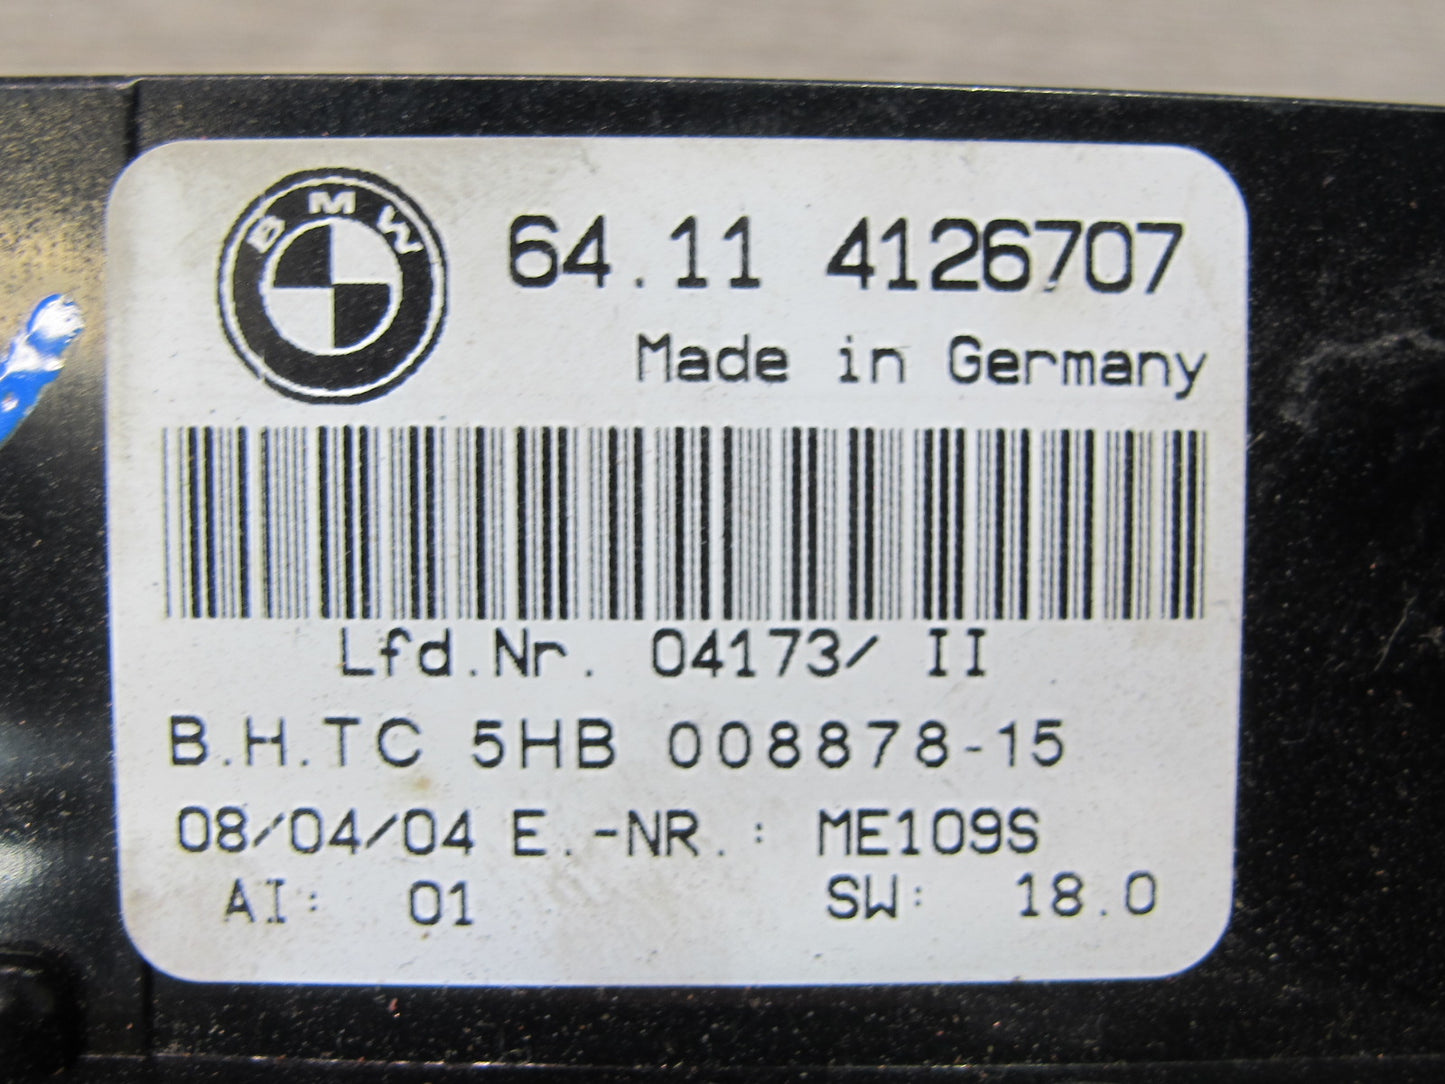 BMW
64.11 4126707
Made in Germany
Lfd.Nr. 04173/ II
B.H.TC 5HB 008878-15
08/04/04 E.-NR.: ME109S
AI: 01 SW: 18.0